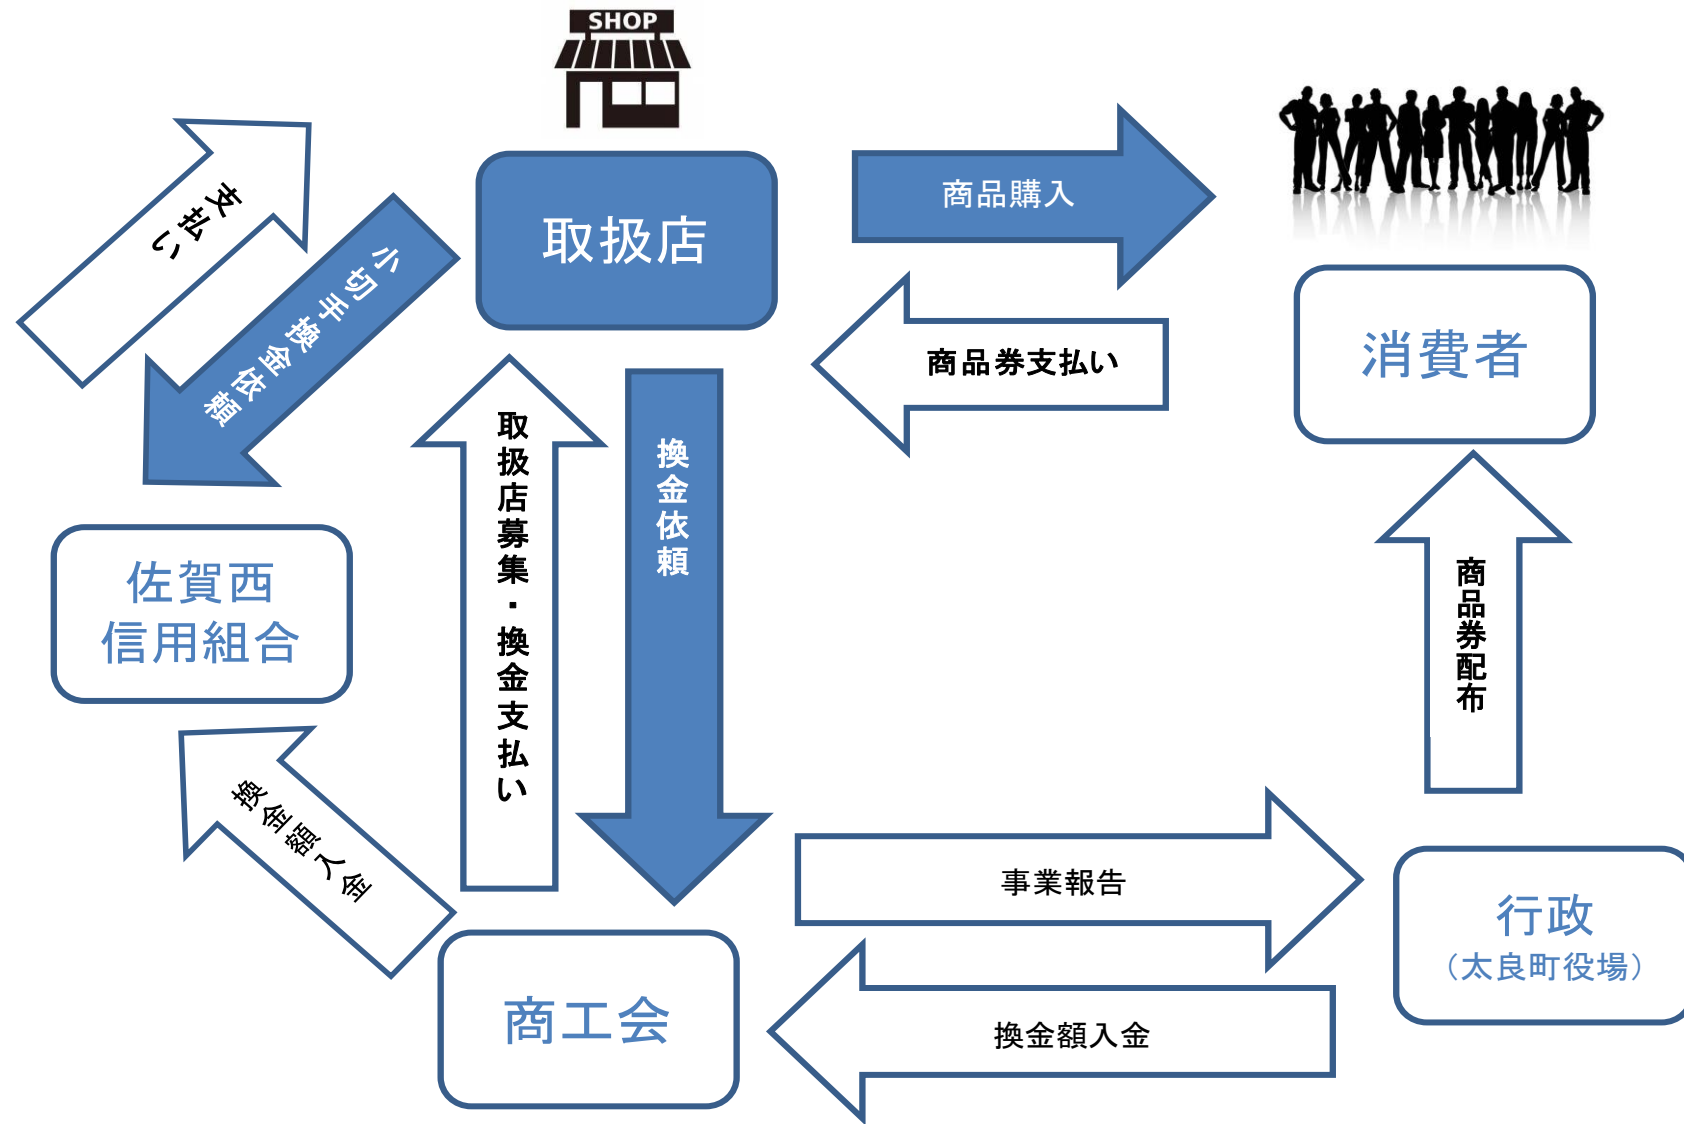 SHOP
支払い
小切手換金依頼
取扱店
商品購入
商品券支払い
消費者
取扱店募集・換金支払い
換金依頼
佐賀西
信用組合
商品券配布
換金額入金
事業報告
行政
（太良町役場）
商工会
換金額入金